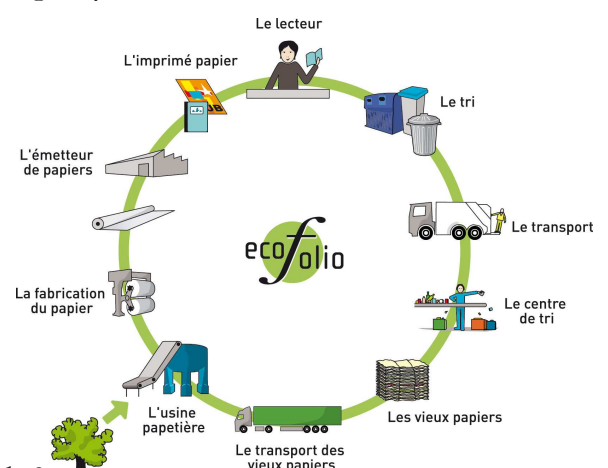 Le lecteur
L'imprimé papier
Le tri
L'émetteur
de papiers
Le transport
ecofolio
La fabrication
du papier
Le centre
de tri
L'usine
papetière
Les vieux papiers
Le transport des
vieux papiers